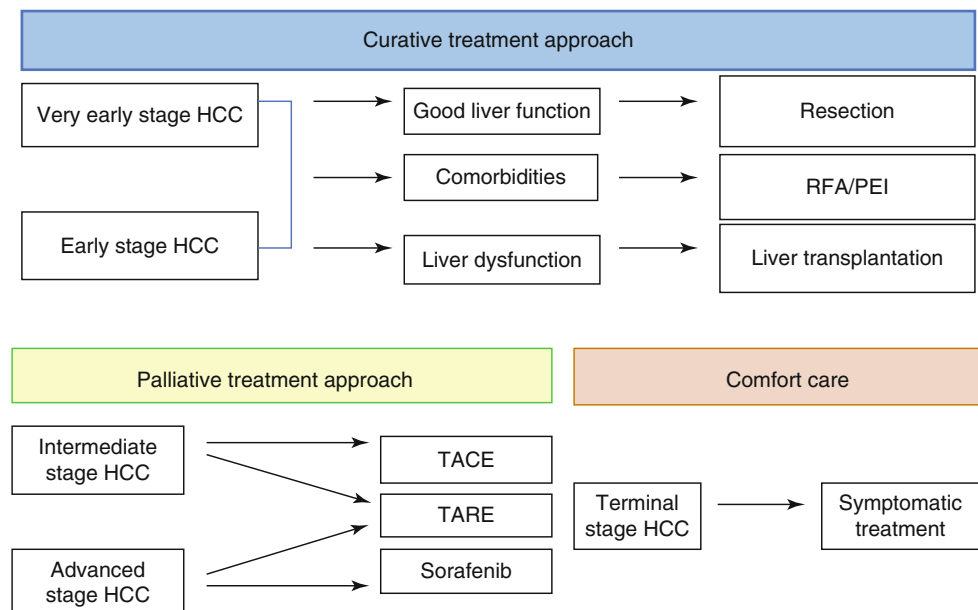 Curative treatment approach
Very early stage HCC
Good liver function
Resection
Comorbidities
RFA/PEI
Early stage HCC
Liver dysfunction
Liver transplantation
Palliative treatment approach
Intermediate
stage HCC
TACE
TARE
Advanced
stage HCC
Sorafenib
Comfort care
Terminal
stage HCC
Symptomatic
treatment